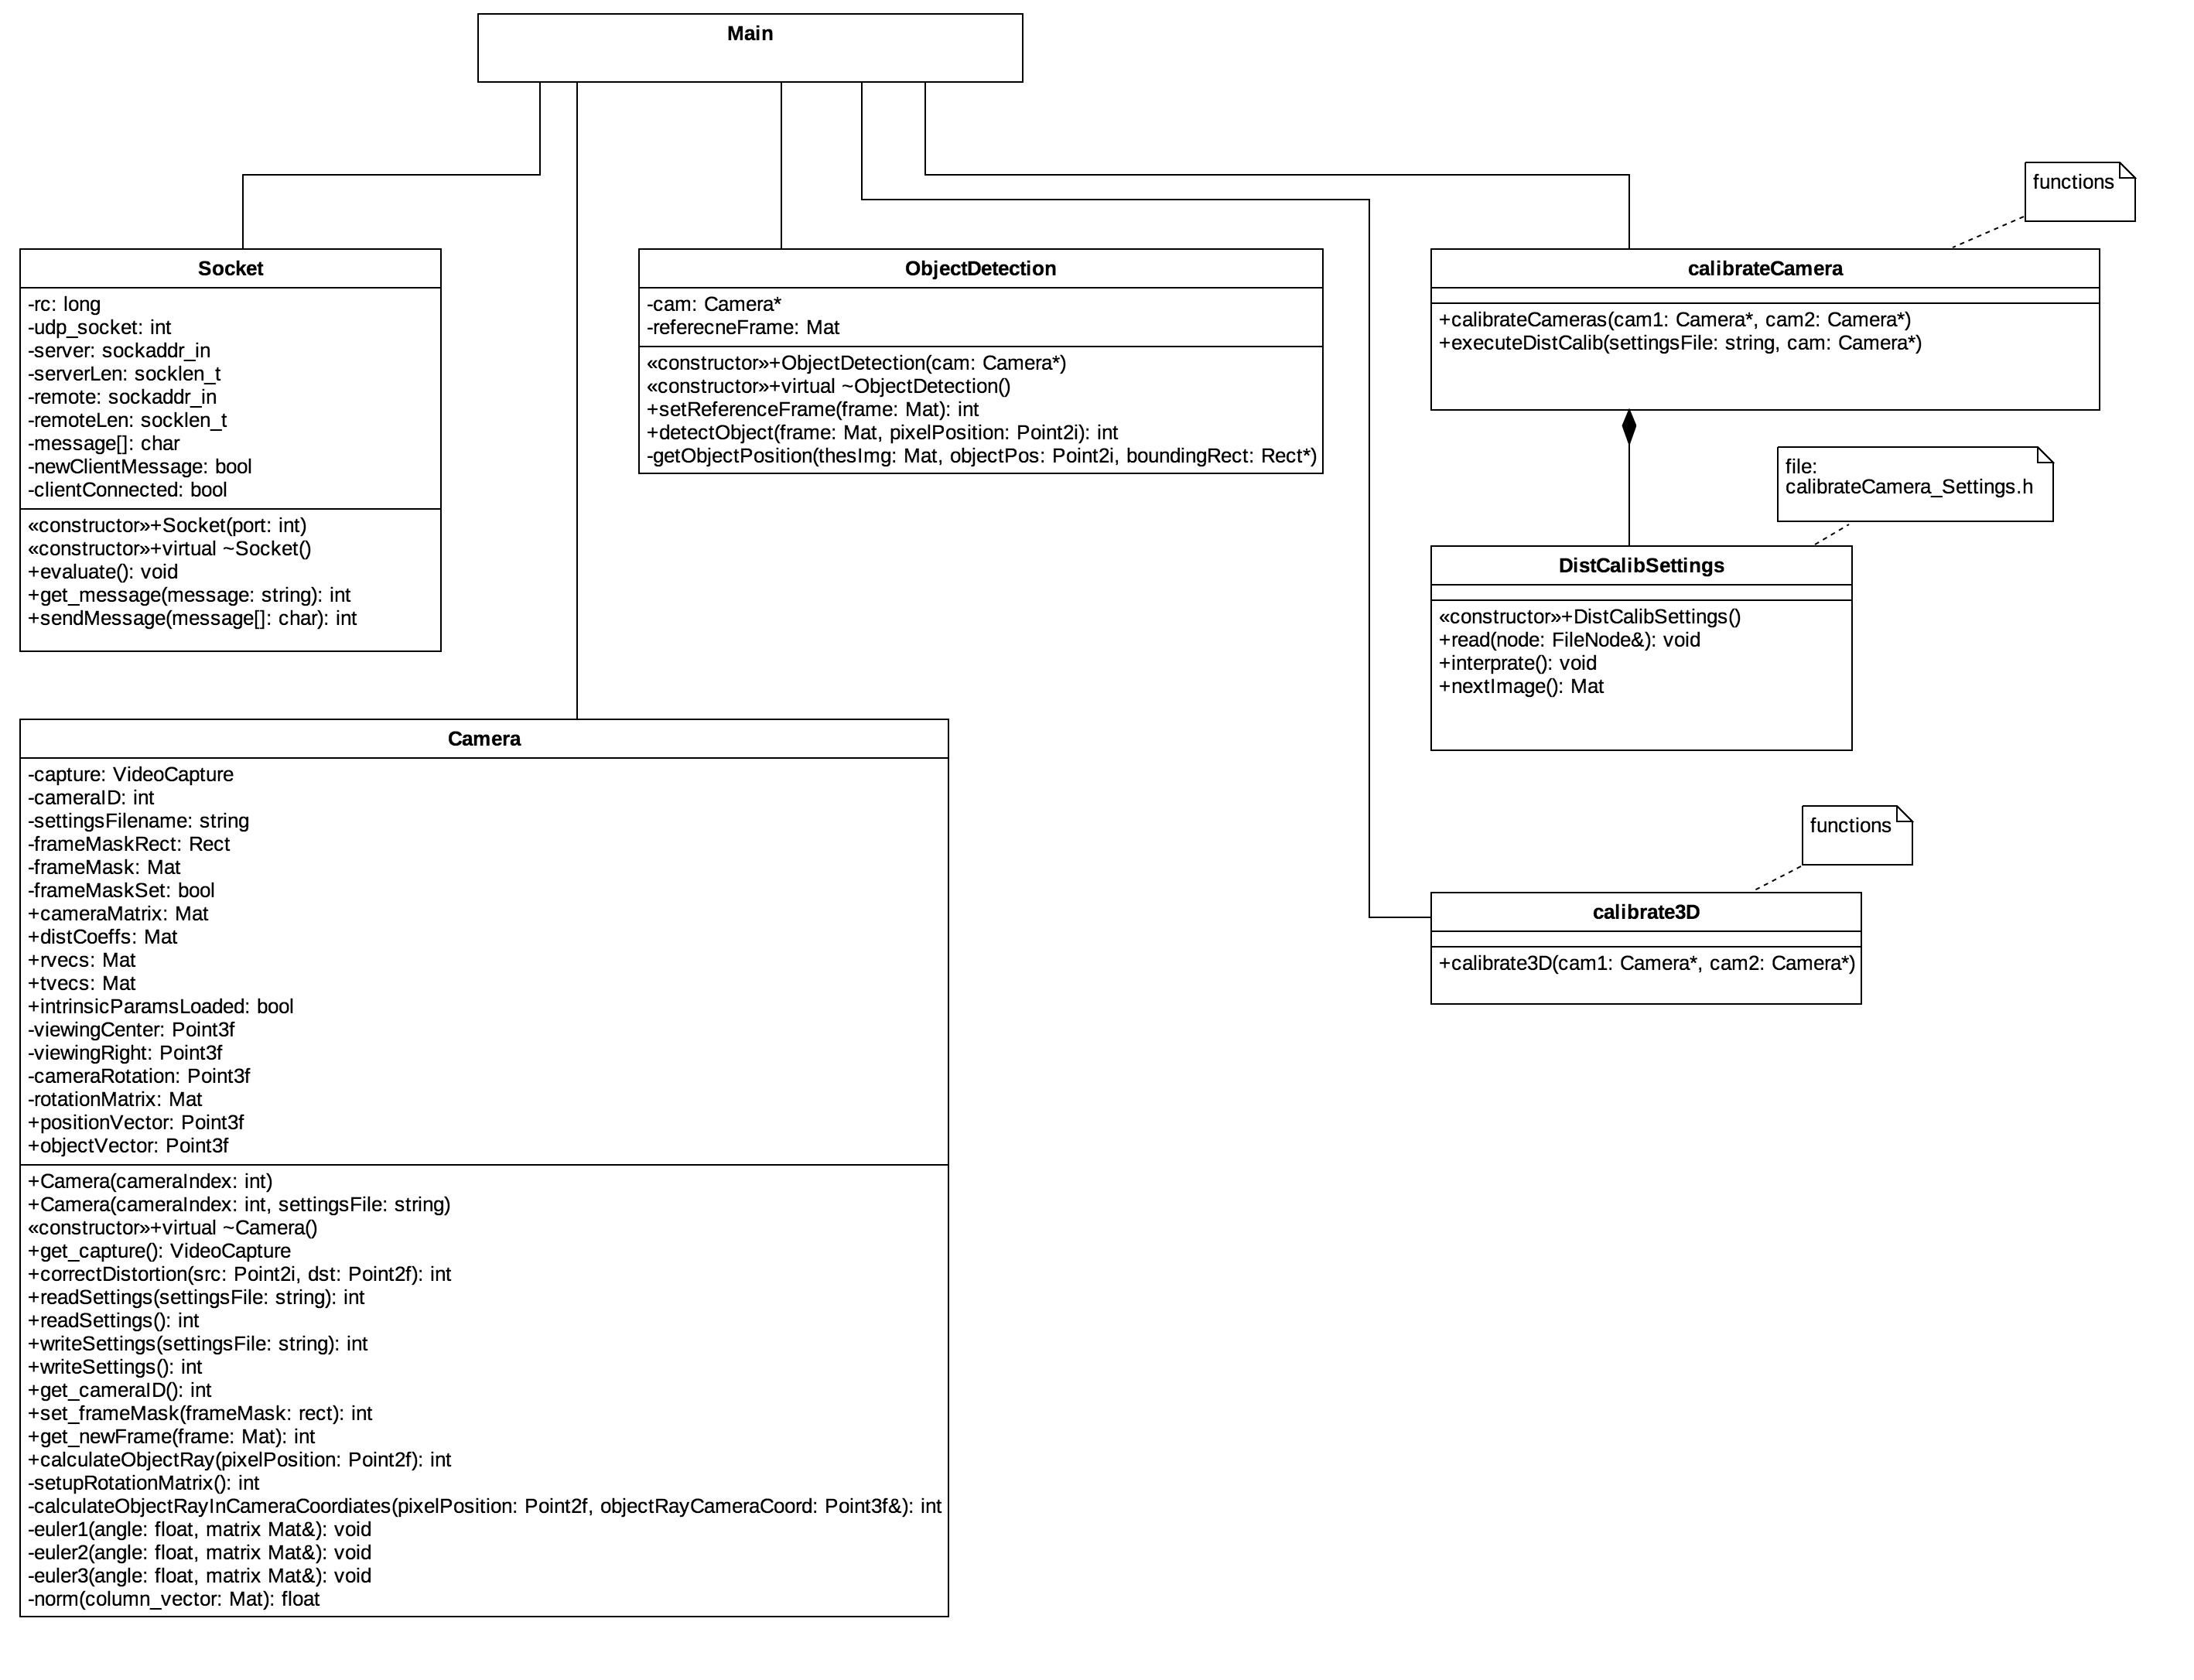 Main
functions
Socket
-rc: long
-udp_socket: int
-server: sockaddr_in
-serverLen: socklen_t
-remote: sockaddr_in
-remoteLen: socklen_t
-message[]: char
-newClientMessage: bool
-clientConnected: bool
«constructor»+Socket(port: int)
«constructor»+virtual ~Socket()
+evaluate(): void
+get_message(message: string): int
+sendMessage(message[]: char): int
ObjectDetection
-cam: Camera*
-referecneFrame: Mat
«constructor»+ObjectDetection(cam: Camera*)
«constructor»+virtual ~ObjectDetection()
+setReferenceFrame(frame: Mat): int
+detectObject(frame: Mat, pixelPosition: Point2i): int
-getObjectPosition(thesImg: Mat, objectPos: Point2i, boundingRect: Rect*)
calibrateCamera
+calibrateCameras(cam1: Camera*, cam2: Camera*)
+executeDistCalib(settingsFile: string, cam: Camera*)
file:
calibrateCamera_Settings.h
DistCalibSettings
«constructor»+DistCalibSettings()
+read(node: FileNode&): void
+interprate(): void
+nextImage(): Mat
Camera
-capture: VideoCapture
-cameraID: int
-settingsFilename: string
-frameMaskRect: Rect
-frameMask: Mat
-frameMaskSet: bool
+cameraMatrix: Mat
+distCoeffs: Mat
+rvecs: Mat
+tvecs: Mat
+intrinsicParamsLoaded: bool
-viewingCenter: Point3f
-viewingRight: Point3f
-cameraRotation: Point3f
-rotationMatrix: Mat
+positionVector: Point3f
+objectVector: Point3f
+Camera(cameraIndex: int)
+Camera(cameraIndex: int, settingsFile: string)
«constructor»+virtual ~Camera()
+get_capture(): VideoCapture
+correctDistortion(src: Point2i, dst: Point2f): int
+readSettings(settingsFile: string): int
+readSettings(): int
+writeSettings(settingsFile: string): int
+writeSettings(): int
+get_cameraID(): int
+set_frameMask(frameMask: rect): int
+get_newFrame(frame: Mat): int
+calculateObjectRay(pixelPosition: Point2f): int
-setupRotationMatrix(): int
-calculateObjectRayInCameraCoordiates(pixelPosition: Point2f, objectRayCameraCoord: Point3f&): int
-euler1(angle: float, matrix Mat&): void
-euler2(angle: float, matrix Mat&): void
-euler3(angle: float, matrix Mat&): void
-norm(column_vector: Mat): float
functions
calibrate3D
+calibrate3D(cam1: Camera*, cam2: Camera*)